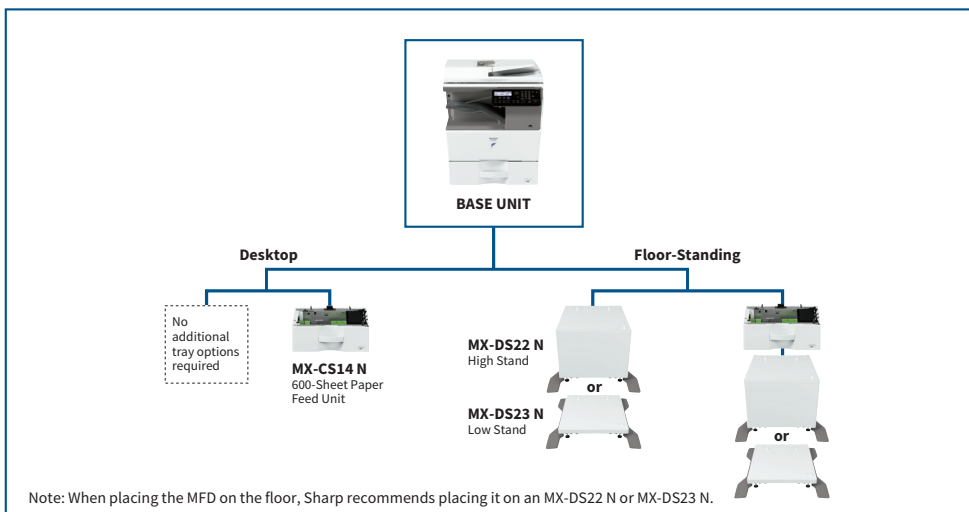 BASE UNIT
Desktop
Floor-Standing
No
additional
tray options
required
MX-CS14 N
600-Sheet Paper
Feed Unit
MX-DS22 N
High Stand
or
MX-DS23 N
Low Stand
or
Note: When placing the MFD on the floor, Sharp recommends placing it on an MX-DS22 N or MX-DS23 N.